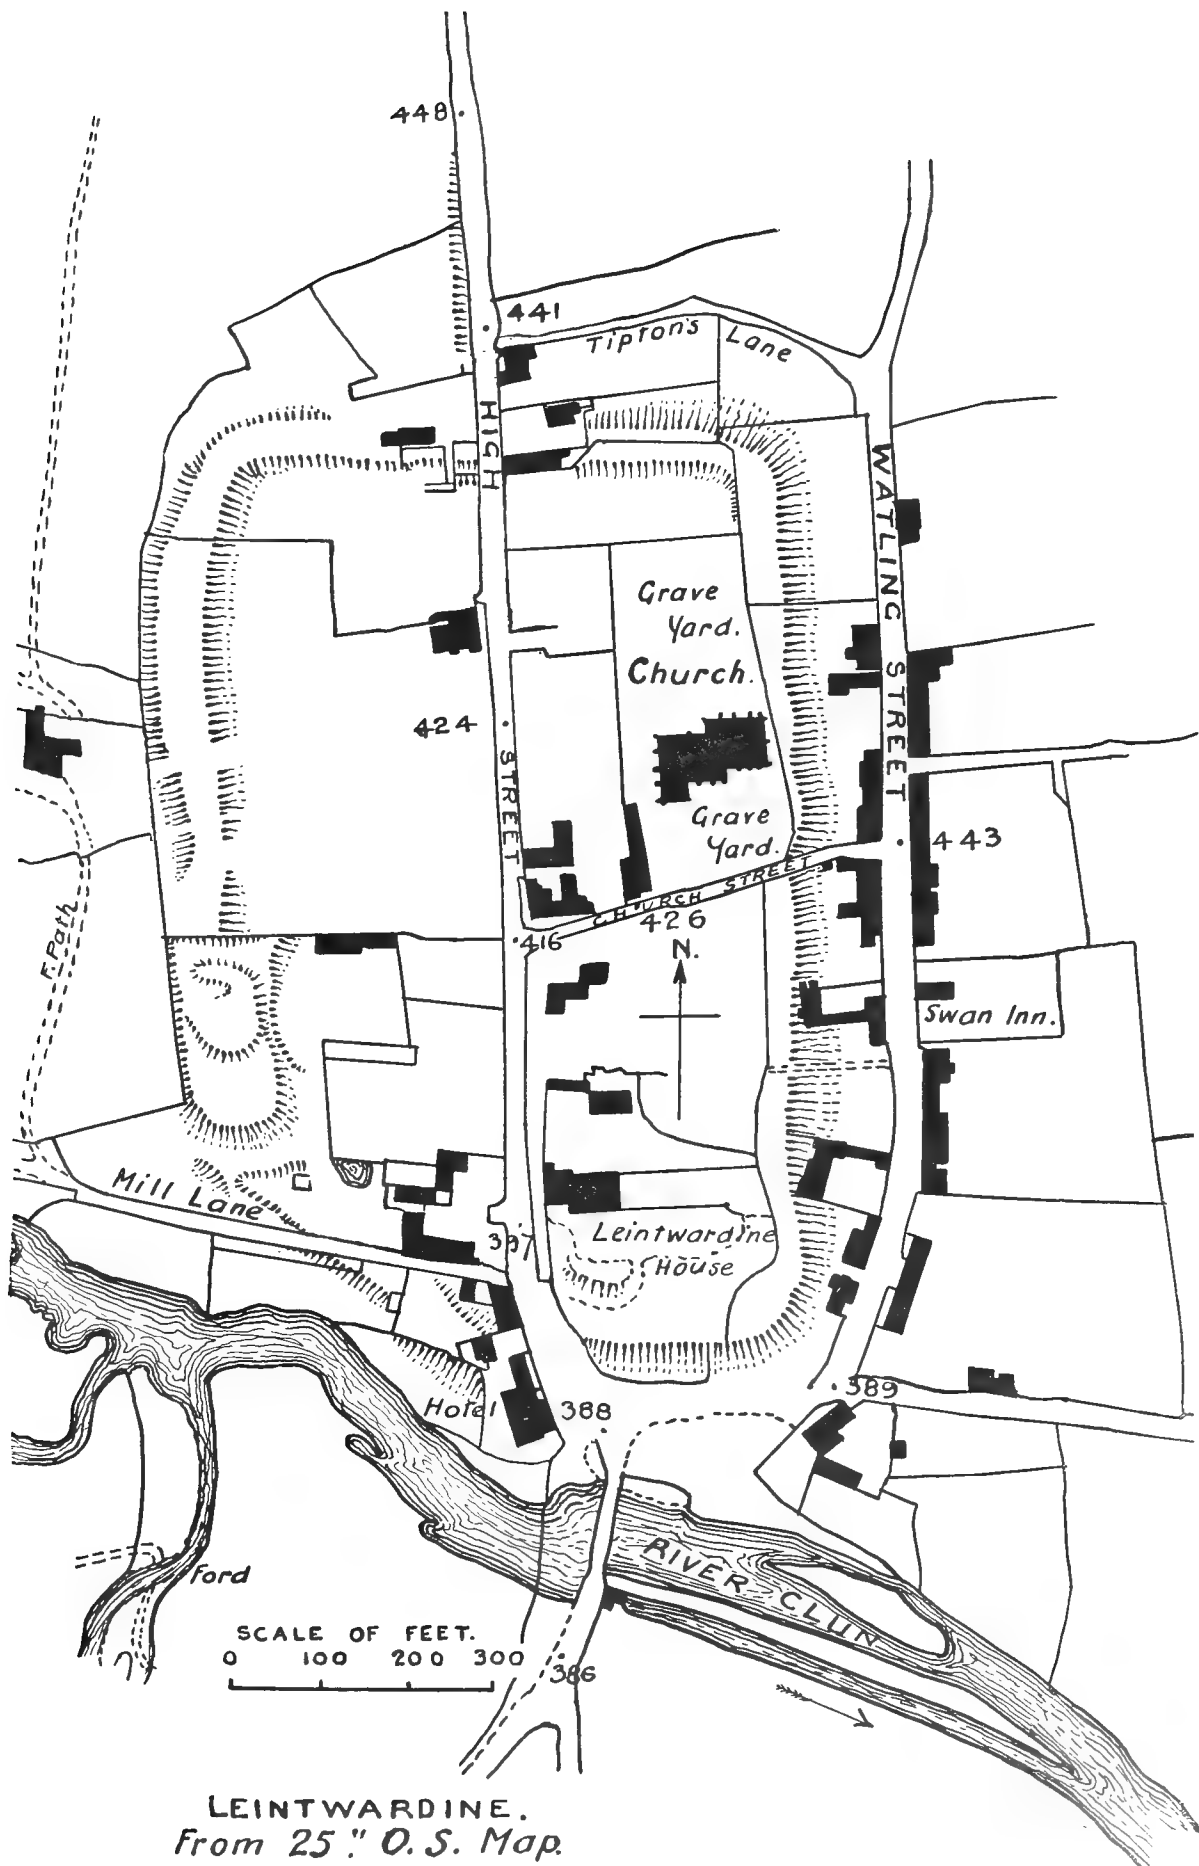 448
441
Tipton's Lane
HIGH STREET
WATLING STREET
Grave
Yard.
Church.
424
Grave
Yard.
443
CHURCH STREET
426
416
N.
F. Path
Swan Inn.
Mill Lane
397
Leintwardine
House
389
Hotel
388
RIVER CLUN
Ford
SCALE OF FEET.
0 100 200 300
386
LEINTWARDINE.
From 25." O. S. Map.